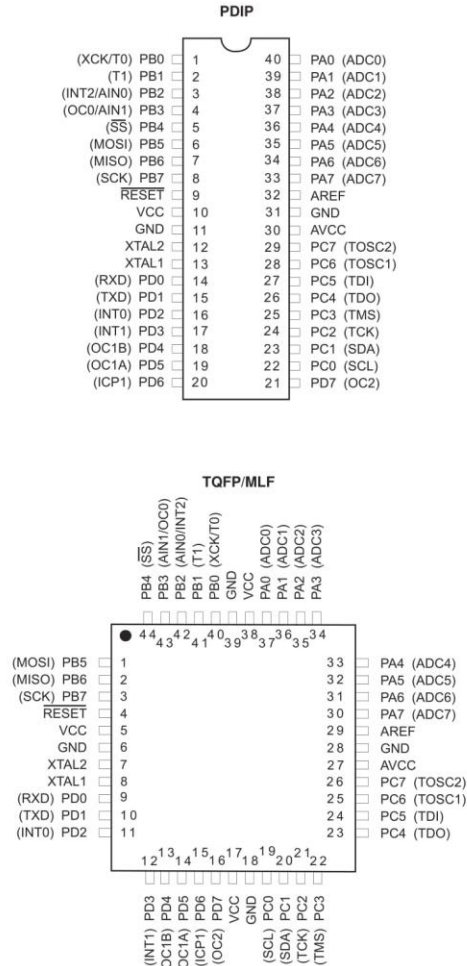 PDIP
(XCK/T0) PB0 1 40 PA0 (ADC0)
(T1) PB1 2 39 PA1 (ADC1)
(INT2/AIN0) PB2 3 38 PA2 (ADC2)
(OC0/AIN1) PB3 4 37 PA3 (ADC3)
(SS) PB4 5 36 PA4 (ADC4)
(MOSI) PB5 6 35 PA5 (ADC5)
(MISO) PB6 7 34 PA6 (ADC6)
(SCK) PB7 8 33 PA7 (ADC7)
RESET 9 32 AREF
VCC 10 31 GND
GND 11 30 AVCC
XTAL2 12 29 PC7 (TOSC2)
XTAL1 13 28 PC6 (TOSC1)
(RXD) PD0 14 27 PC5 (TDI)
(TXD) PD1 15 26 PC4 (TDO)
(INT0) PD2 16 25 PC3 (TMS)
(INT1) PD3 17 24 PC2 (TCK)
(OC1B) PD4 18 23 PC1 (SDA)
(OC1A) PD5 19 22 PC0 (SCL)
(ICP1) PD6 20 21 PD7 (OC2)
TQFP/MLF
PB4 (SS)
PB3 (AIN1/OC0)
PB2 (AIN0/INT2)
PB1 (T1)
PB0 (XCK/T0)
GND
VCC
PA0 (ADC0)
PA1 (ADC1)
PA2 (ADC2)
PA3 (ADC3)
44 43 42 41 40 39 38 37 36 35 34
(MOSI) PB5 1 33 PA4 (ADC4)
(MISO) PB6 2 32 PA5 (ADC5)
(SCK) PB7 3 31 PA6 (ADC6)
RESET 4 30 PA7 (ADC7)
VCC 5 29 AREF
GND 6 28 GND
XTAL2 7 27 AVCC
XTAL1 8 26 PC7 (TOSC2)
(RXD) PD0 9 25 PC6 (TOSC1)
(TXD) PD1 10 24 PC5 (TDI)
(INT0) PD2 11 23 PC4 (TDO)
12 13 14 15 16 17 18 19 20 21 22
(INT1) PD3
OC1B) PD4
OC1A) PD5
(ICP1) PD6
(OC2) PD7
VCC
GND
(SCL) PC0
(SDA) PC1
(TCK) PC2
(TMS) PC3